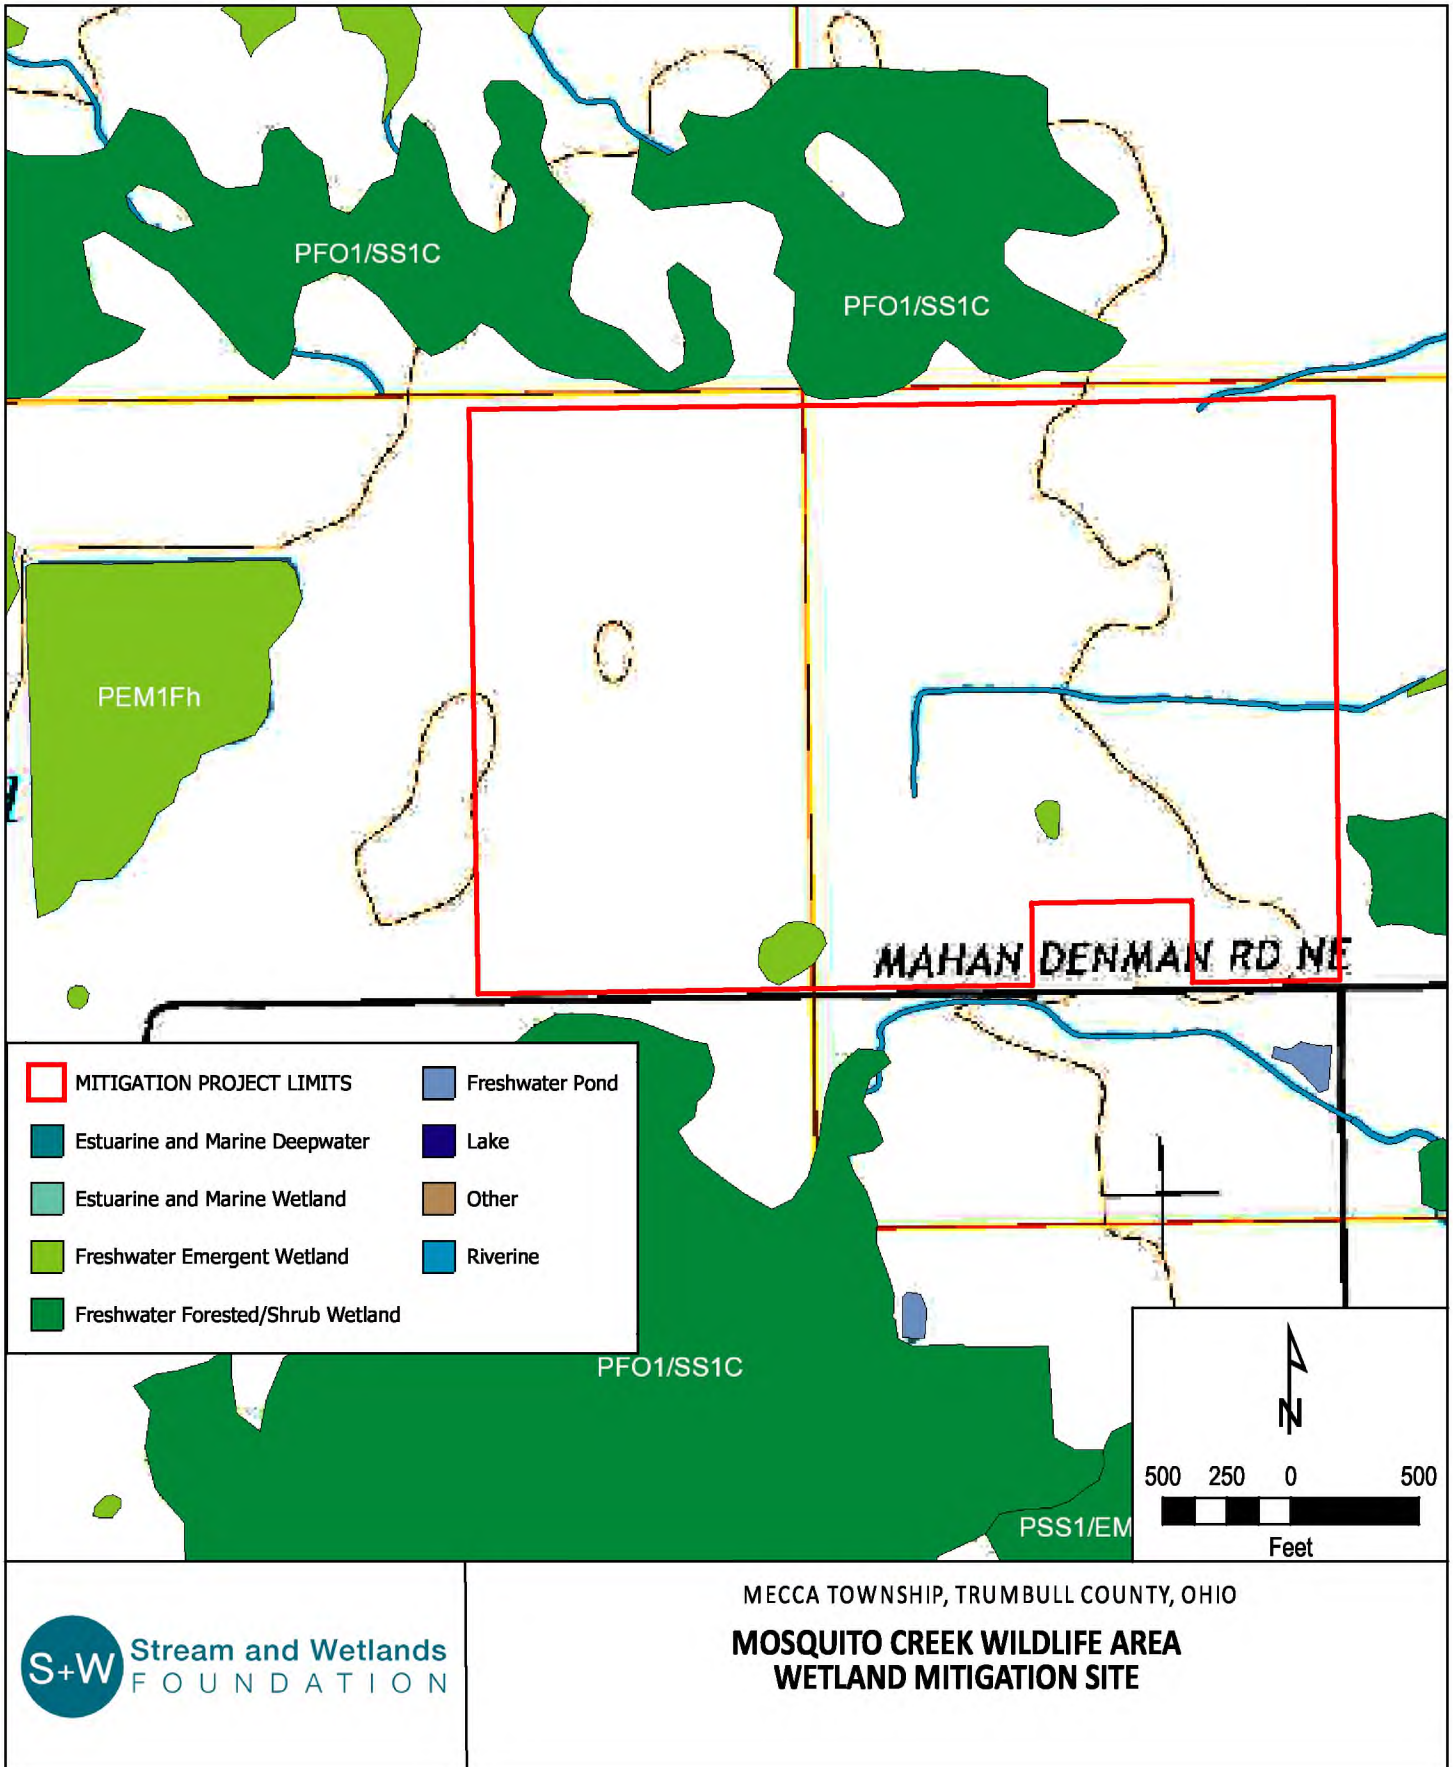 PFO1/SS1C
PFO1/SS1C
PEM1Fh
MAHAN DENMAN RD NE
MITIGATION PROJECT LIMITS
Estuarine and Marine Deepwater
Estuarine and Marine Wetland
Freshwater Emergent Wetland
Freshwater Forested/Shrub Wetland
Freshwater Pond
Lake
Other
Riverine
PFO1/SS1C
PSS1/EM
N
500 250 0 500
Feet
S+W
Stream and Wetlands
FOUNDATION
MECCA TOWNSHIP, TRUMBULL COUNTY, OHIO
MOSQUITO CREEK WILDLIFE AREA
WETLAND MITIGATION SITE